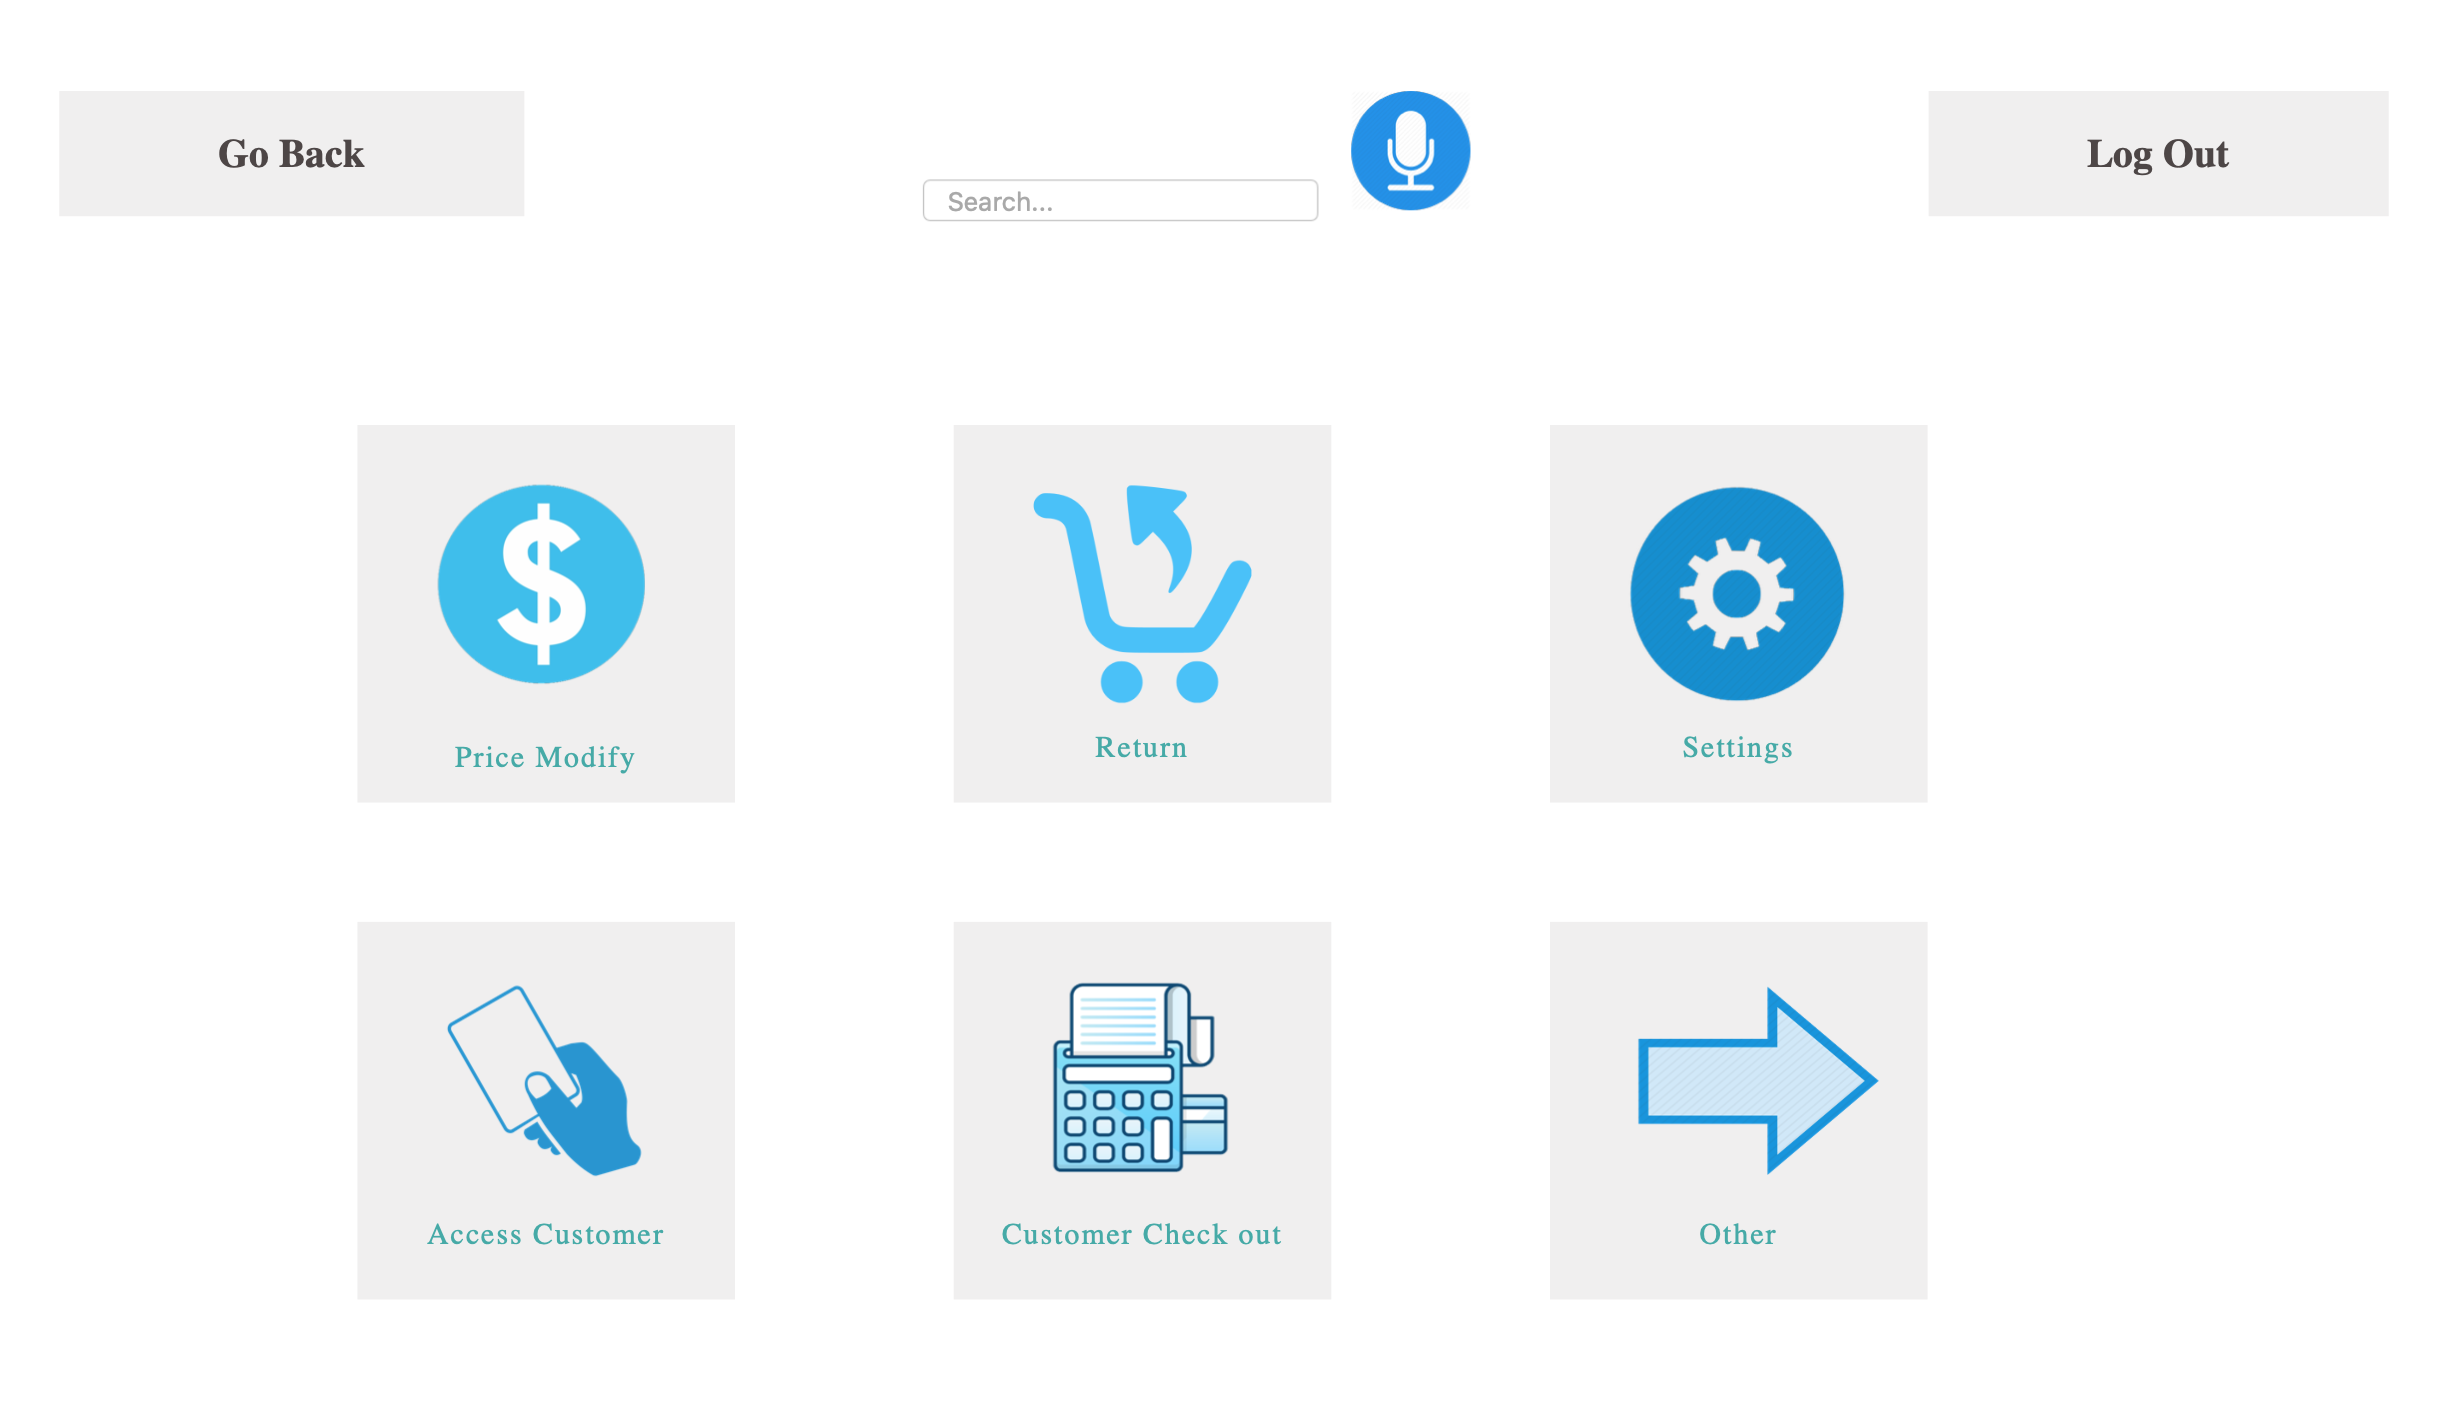 Go Back
Search...
Log Out
$
Price Modify
Return
Settings
Access Customer
Customer Check out
Other